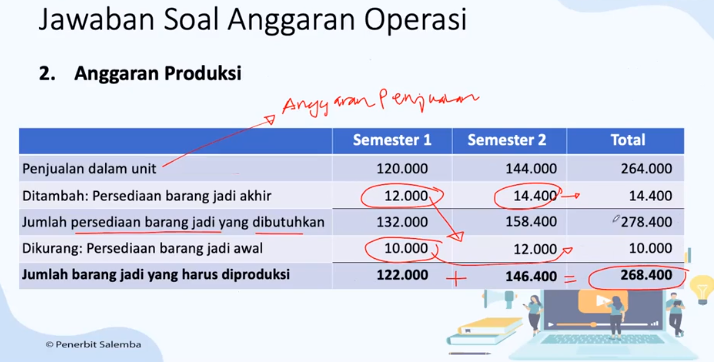 Jawaban Soal Anggaran Operasi
2. Anggaran Produksi
Anggaran Penjualan
Semester 1 Semester 2 Total
Penjualan dalam unit 120.000 144.000 264.000
Ditambah: Persediaan barang jadi akhir 12.000 14.400 14.400
Jumlah persediaan barang jadi yang dibutuhkan 132.000 158.400 278.400
Dikurang: Persediaan barang jadi awal 10.000 12.000 10.000
Jumlah barang jadi yang harus diproduksi 122.000 + 146.400 = 268.400
© Penerbit Salemba